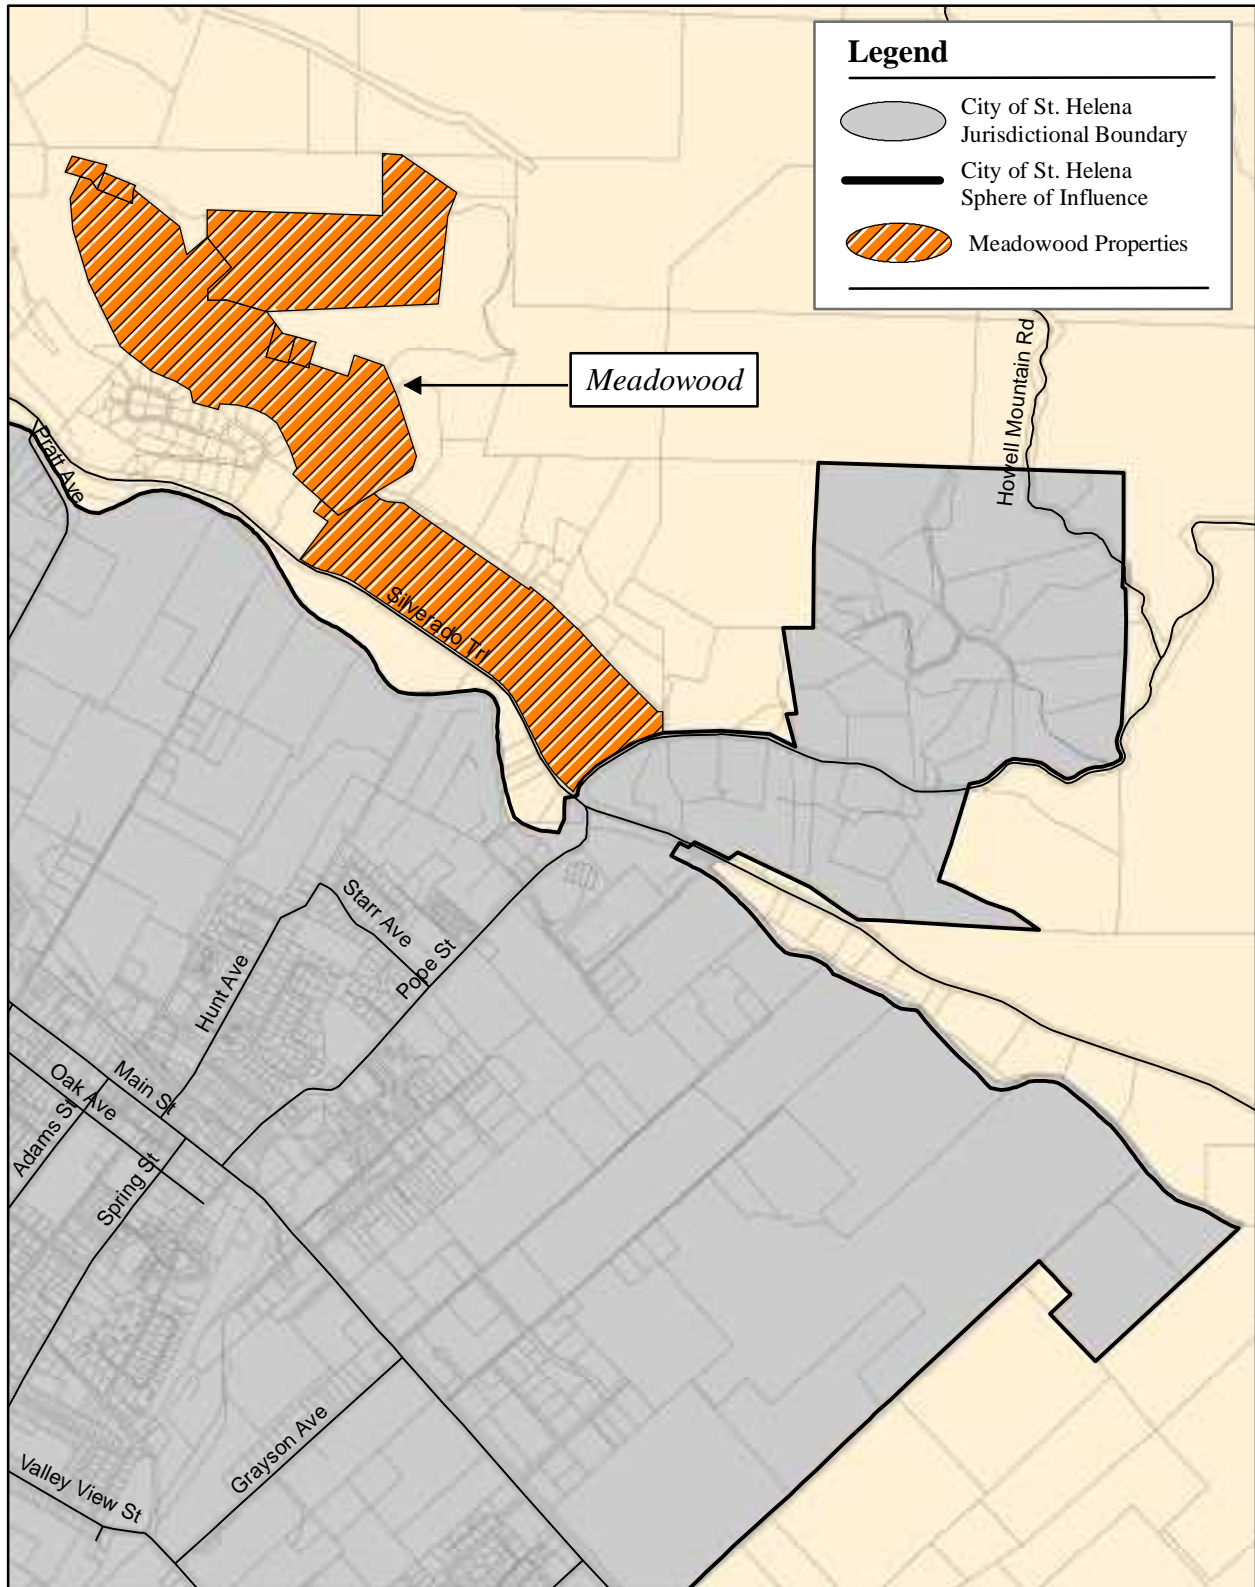 Legend
City of St. Helena
Jurisdictional Boundary
City of St. Helena
Sphere of Influence
Meadowood Properties
Howell Mountain Rd
Meadowood
Pratt Ave
Silverado Trl
Starr Ave
Pope St
Hunt Ave
Main St
Oak Ave
Adams St
Spring St
Grayson Ave
Valley View St